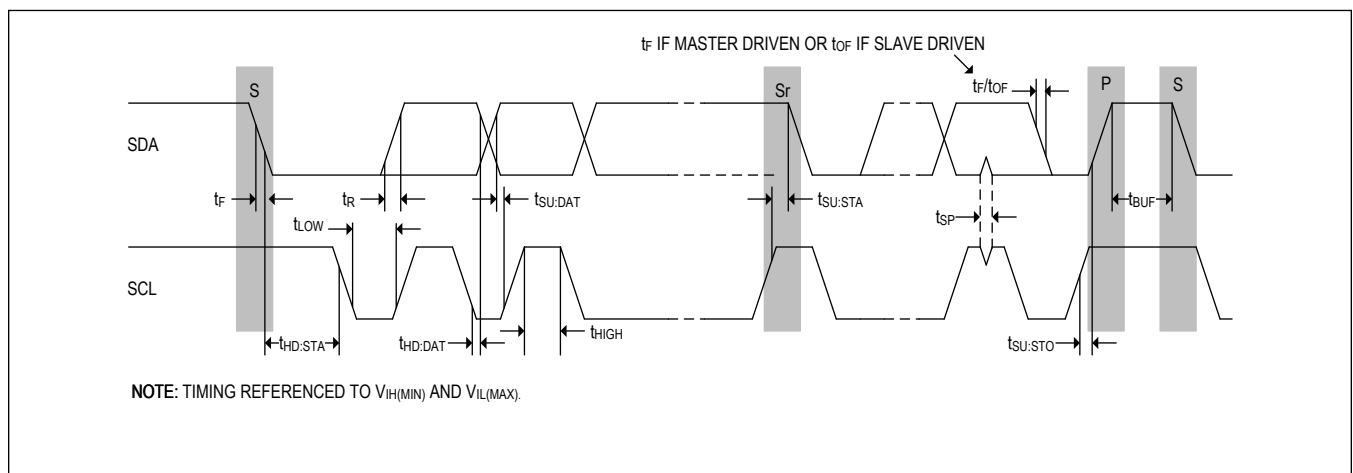 tF IF MASTER DRIVEN OR tOF IF SLAVE DRIVEN
S
Sr
tF/tOF
P
S
SDA
tF
tR
tSU:DAT
tSU:STA
tSP
tBUF
tLOW
SCL
tHD:STA
tHD:DAT
tHIGH
tSU:STO
NOTE: TIMING REFERENCED TO VIH(MIN) AND VIL(MAX).